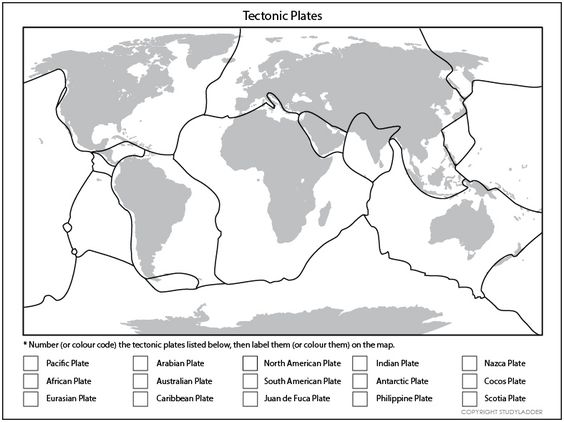 Tectonic Plates
* Number (or colour code) the tectonic plates listed below, then label them (or colour them) on the map.
Pacific Plate Arabian Plate North American Plate Indian Plate Nazca Plate
African Plate Australian Plate South American Plate Antarctic Plate Cocos Plate
Eurasian Plate Caribbean Plate Juan de Fuca Plate Philippine Plate Scotia Plate
COPYRIGHT STUDYLADDER